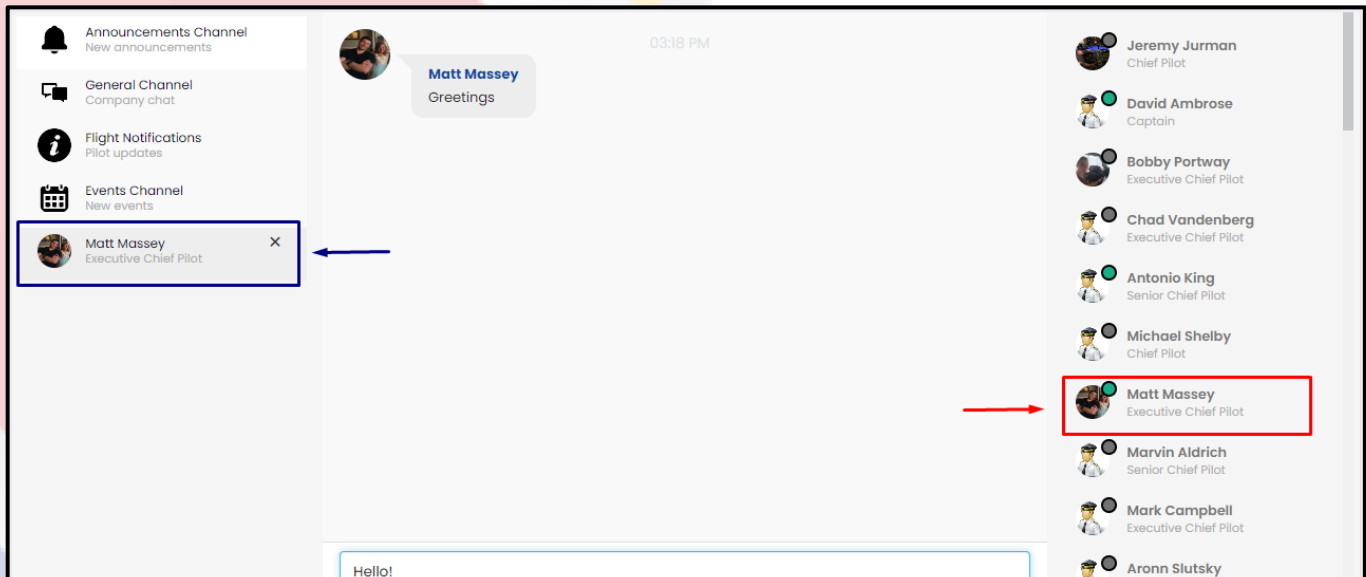 Announcements Channel
New announcements
General Channel
Company chat
Flight Notifications
Pilot updates
Events Channel
New events
Matt Massey
Executive Chief Pilot
03:18 PM
Matt Massey
Greetings
Hello!
Jeremy Jurman
Chief Pilot
David Ambrose
Captain
Bobby Portway
Executive Chief Pilot
Chad Vandenberg
Executive Chief Pilot
Antonio King
Senior Chief Pilot
Michael Shelby
Chief Pilot
Matt Massey
Executive Chief Pilot
Marvin Aldrich
Senior Chief Pilot
Mark Campbell
Executive Chief Pilot
Aronn Slutsky